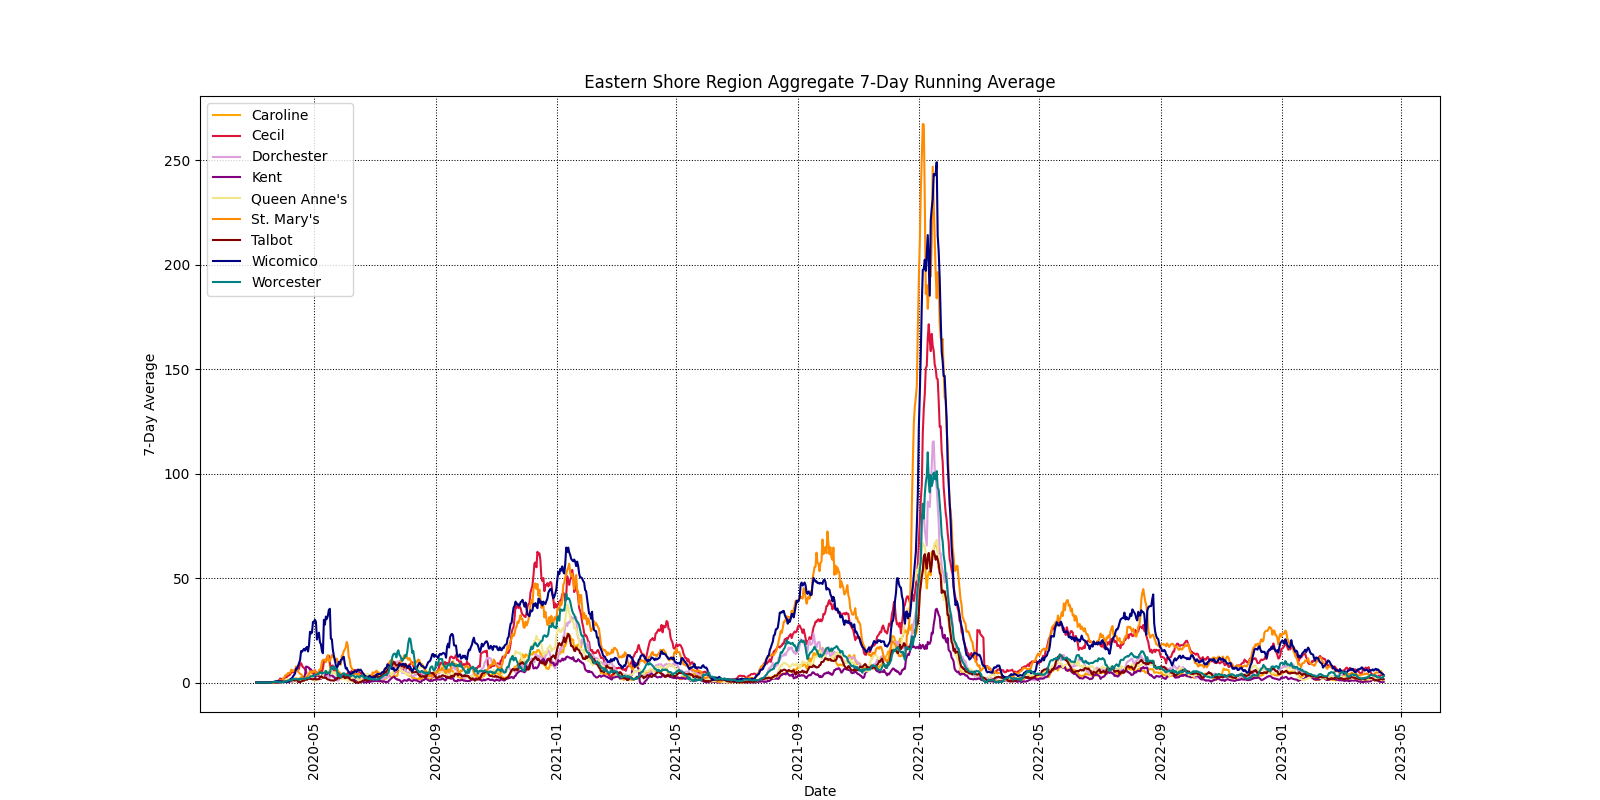 Eastern Shore Region Aggregate 7-Day Running Average
Caroline
Cecil
Dorchester
Kent
Queen Anne's
St. Mary's
Talbot
Wicomico
Worcester
250
200
150
100
50
0
7-Day Average
2020-05
2020-09
2021-01
2021-05
2021-09
2022-01
2022-05
2022-09
2023-01
2023-05
Date